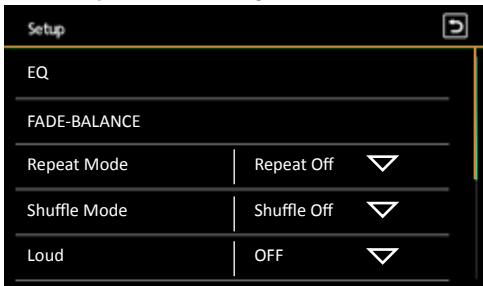 Setup
EQ
FADE-BALANCE
Repeat Mode Repeat Off
Shuffle Mode Shuffle Off
Loud OFF